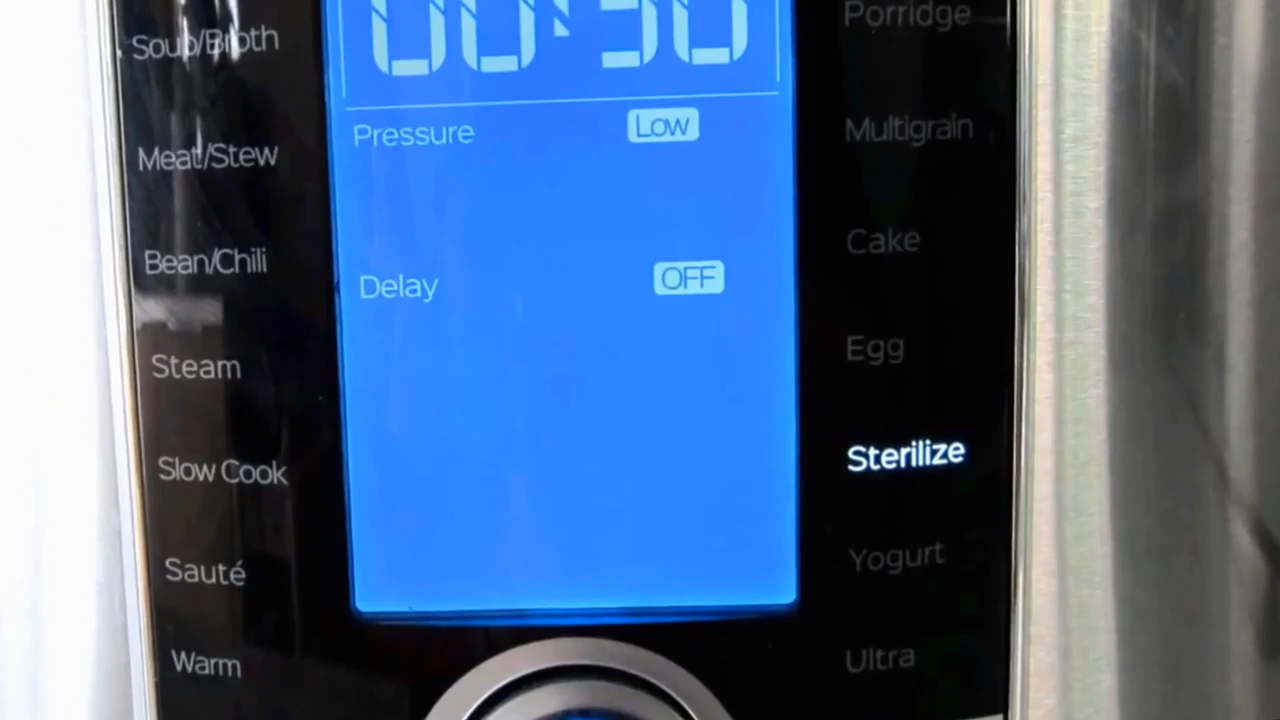 Soup/Broth
Meat/Stew
Bean/Chili
Steam
Slow Cook
Sauté
Warm
Pressure Low
Delay OFF
Porridge
Multigrain
Cake
Egg
Sterilize
Yogurt
Ultra